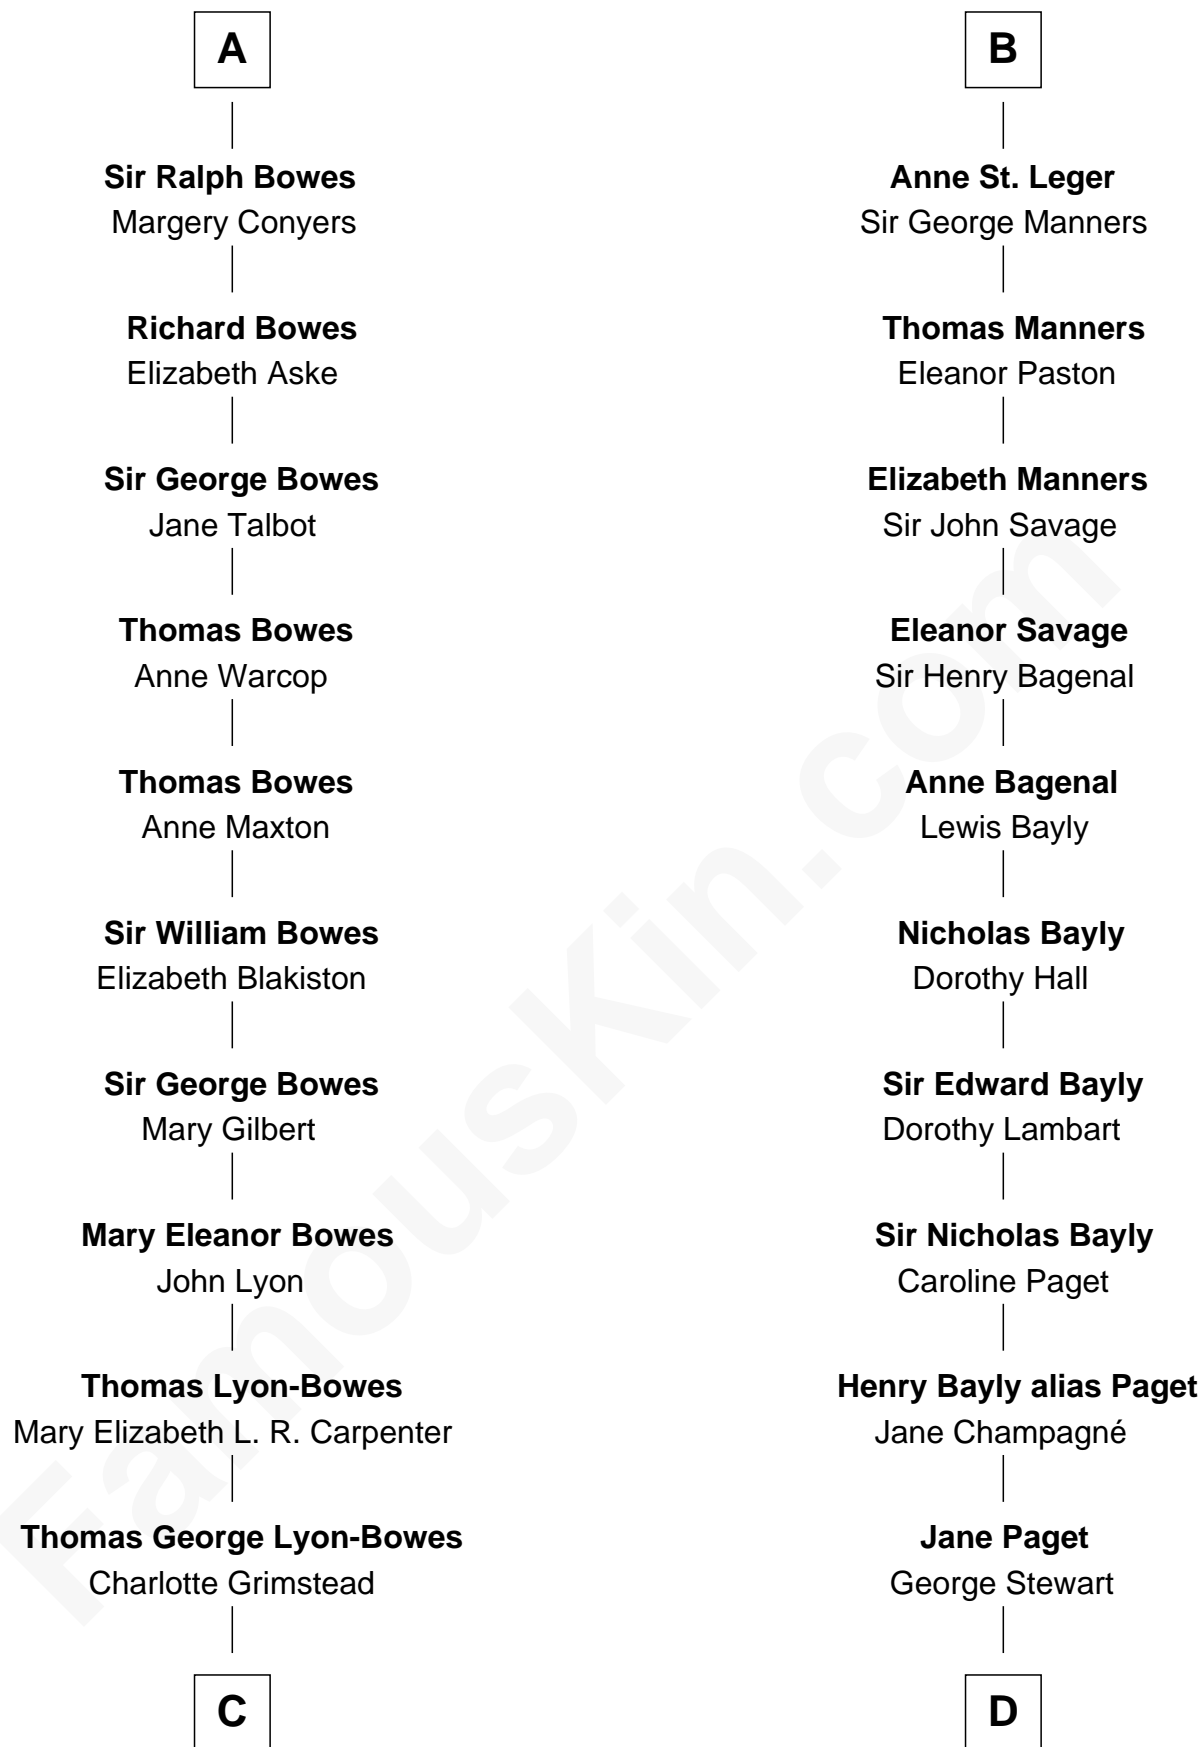 A
Sir Ralph Bowes
Margery Conyers
Richard Bowes
Elizabeth Aske
Sir George Bowes
Jane Talbot
Thomas Bowes
Anne Warcop
Thomas Bowes
Anne Maxton
Sir William Bowes
Elizabeth Blakiston
Sir George Bowes
Mary Gilbert
Mary Eleanor Bowes
John Lyon
Thomas Lyon-Bowes
Mary Elizabeth L. R. Carpenter
Thomas George Lyon-Bowes
Charlotte Grimstead
C
B
Anne St. Leger
Sir George Manners
Thomas Manners
Eleanor Paston
Elizabeth Manners
Sir John Savage
Eleanor Savage
Sir Henry Bagenal
Anne Bagenal
Lewis Bayly
Nicholas Bayly
Dorothy Hall
Sir Edward Bayly
Dorothy Lambart
Sir Nicholas Bayly
Caroline Paget
Henry Bayly alias Paget
Jane Champagné
Jane Paget
George Stewart
D
FamousKin.com